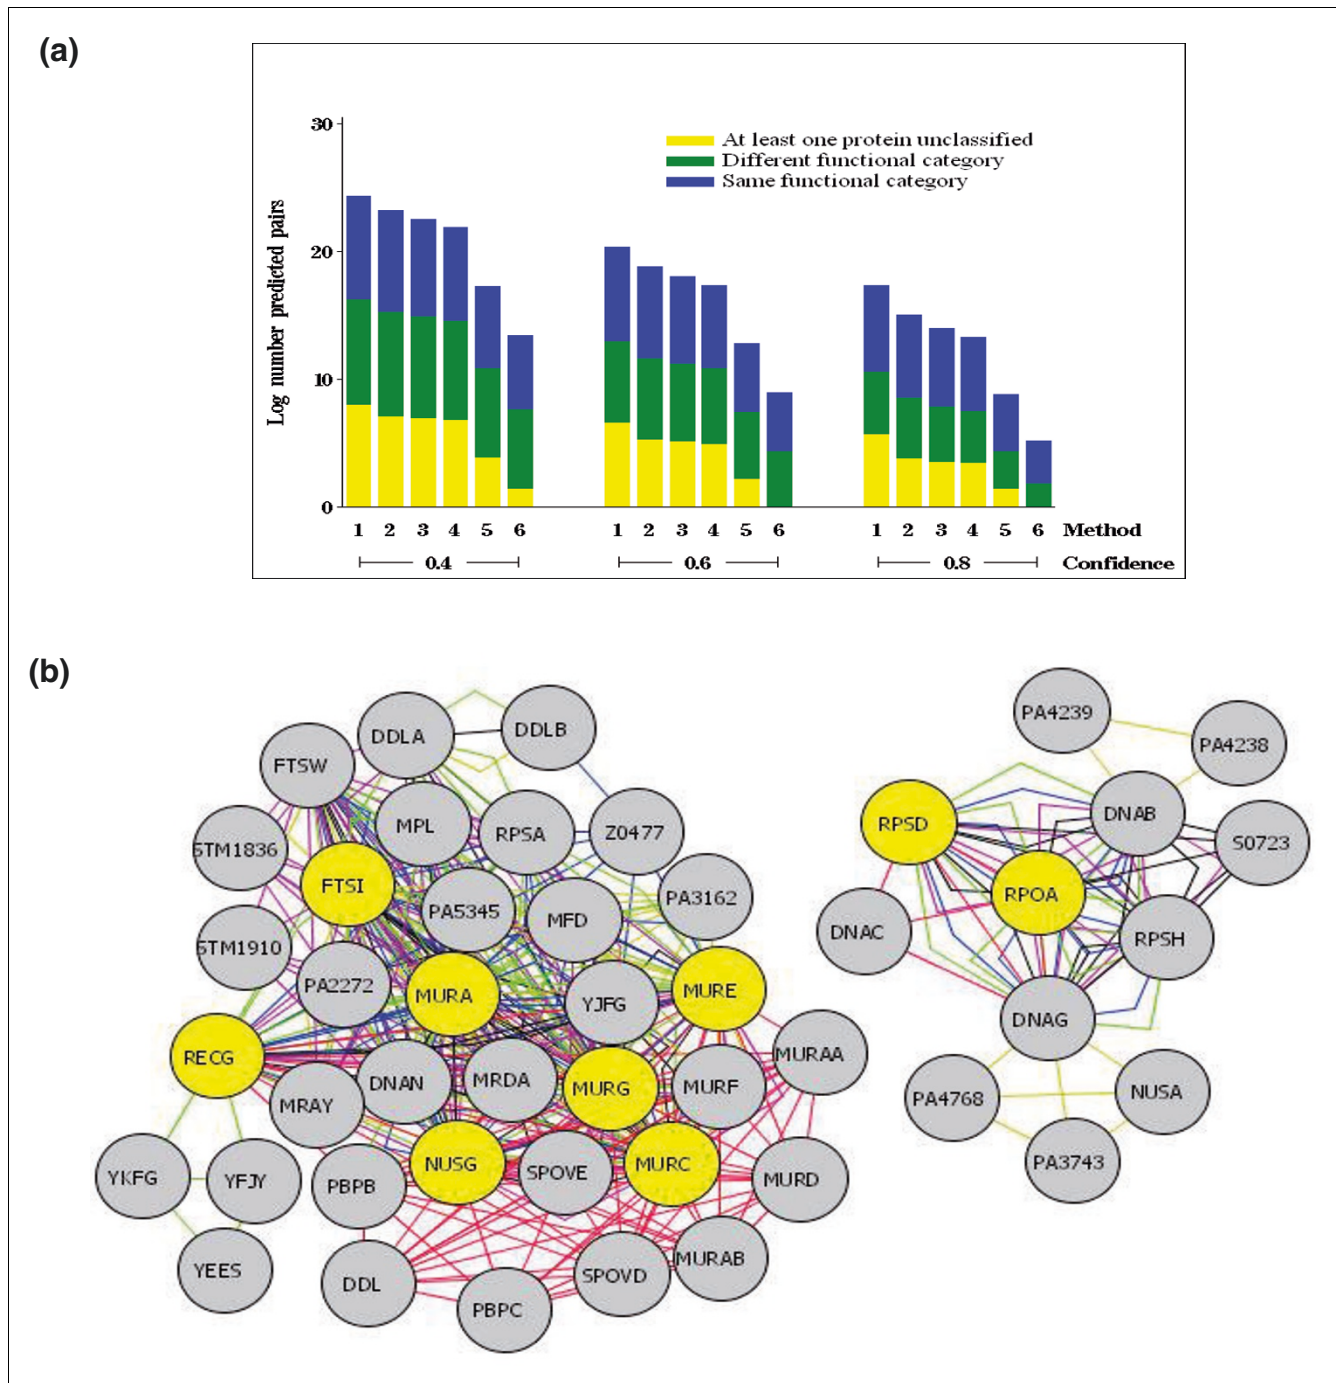 (a)
30
At least one protein unclassified
Different functional category
Same functional category
20
Log number predicted pairs
10
0
1 2 3 4 5 6 1 2 3 4 5 6 1 2 3 4 5 6 Method
0.4 0.6 0.8 Confidence
(b)
PA4239
DDLB
DDLA
PA4238
FTSW
DNAB
RPSD
MPL
RPSA
Z0477
S0723
STM1836
FTSI
RPOA
PA3162
PA5345
MFD
DNAC
RPSH
STM1910
PA2272
MURA
YJFG
MURE
DNAG
RECG
MURAA
DNAN
MRDA
MURG
MURF
NUSA
PA4768
MRAY
PA3743
NUSG
SPOVE
MURC
YKFG
YFJY
PBPB
MURD
MURAB
YEES
DDL
SPOVD
PBPC